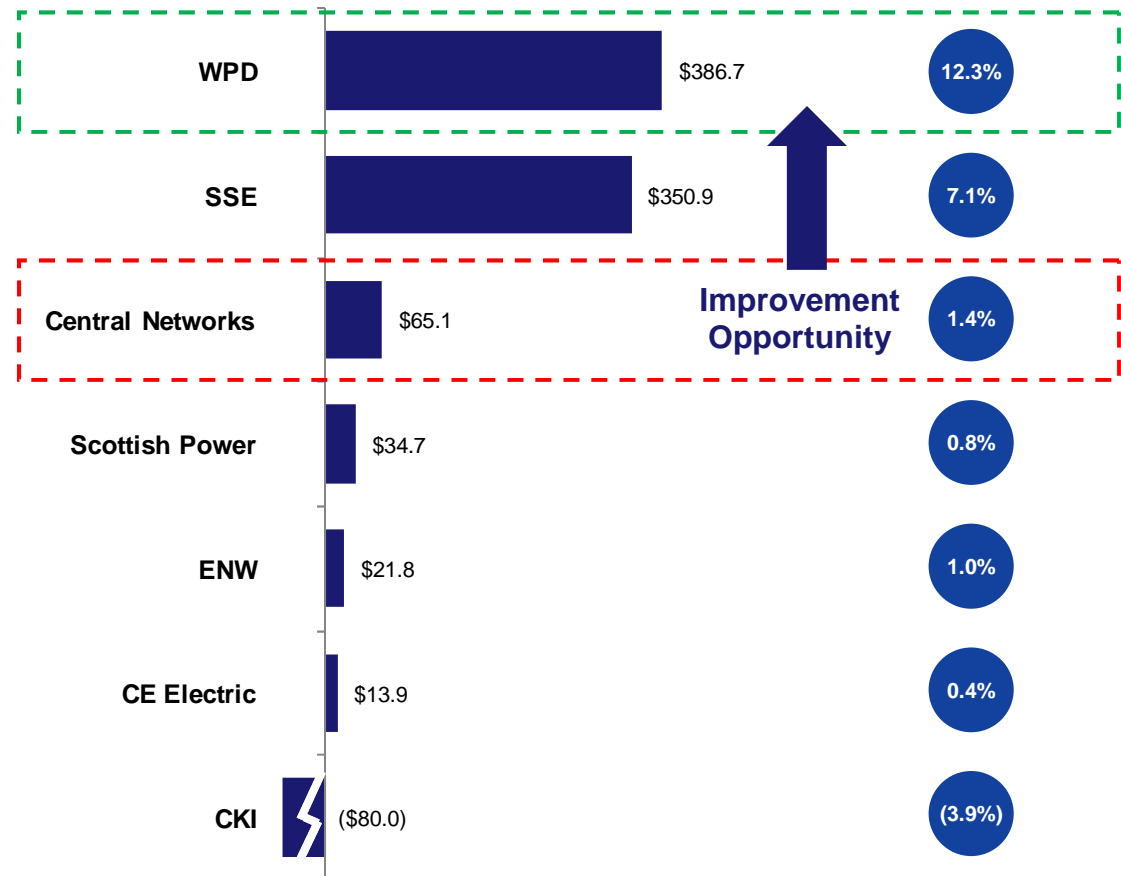 WPD
$386.7
12.3%
SSE
$350.9
7.1%
Improvement
Opportunity
Central Networks
$65.1
1.4%
Scottish Power
$34.7
0.8%
ENW
$21.8
1.0%
CE Electric
$13.9
0.4%
CKI
($80.0)
(3.9%)